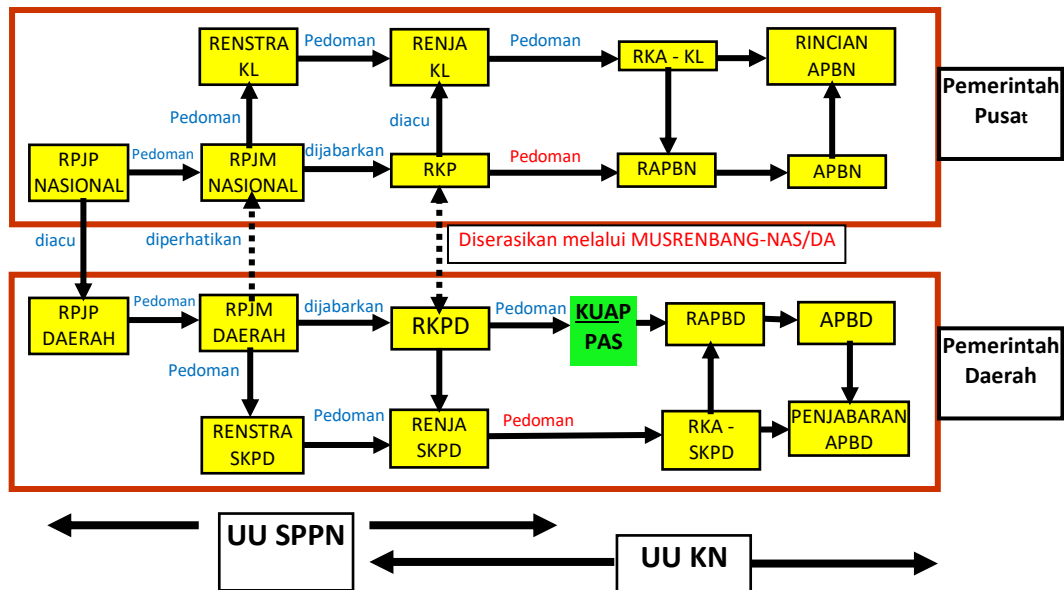 RENSTRA
KL
Pedoman
RENJA
KL
Pedoman
RKA - KL
RINCIAN
APBN
Pemerintah
Pusat
Pedoman
diacu
RPJP
NASIONAL
Pedoman
RPJM
NASIONAL
dijabarkan
RKP
Pedoman
RAPBN
APBN
diacu
diperhatikan
Diserasikan melalui MUSRENBANG-NAS/DA
RPJP
DAERAH
Pedoman
RPJM
DAERAH
dijabarkan
RKPD
Pedoman
KUAP
PAS
RAPBD
APBD
Pemerintah
Daerah
Pedoman
RENSTRA
SKPD
Pedoman
RENJA
SKPD
Pedoman
RKA -
SKPD
PENJABARAN
APBD
UU SPPN
UU KN